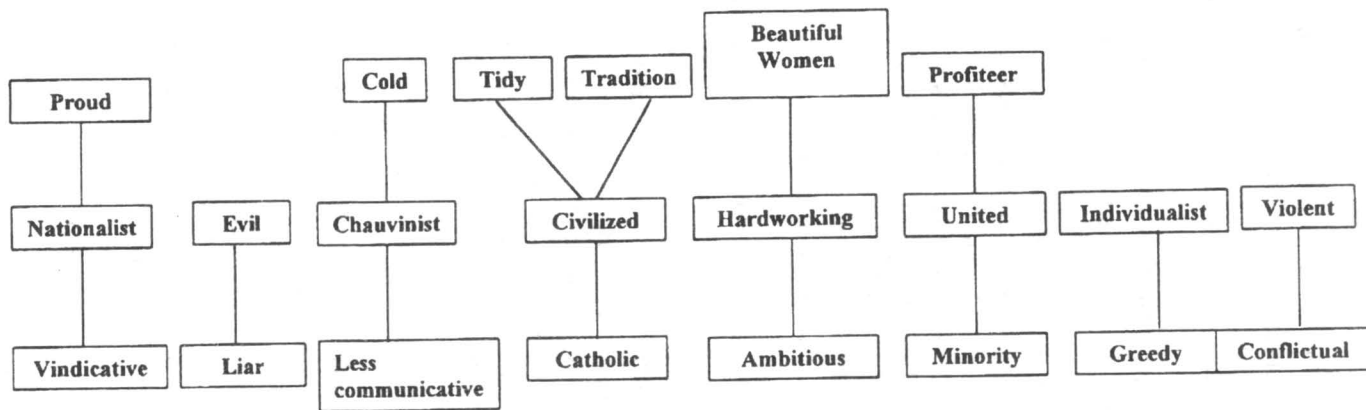 Beautiful
Women
Cold
Tidy
Tradition
Profiteer
Proud
Nationalist
Evil
Chauvinist
Civilized
Hardworking
United
Individualist
Violent
Vindicative
Liar
Less
communicative
Catholic
Ambitious
Minority
Greedy
Conflictual